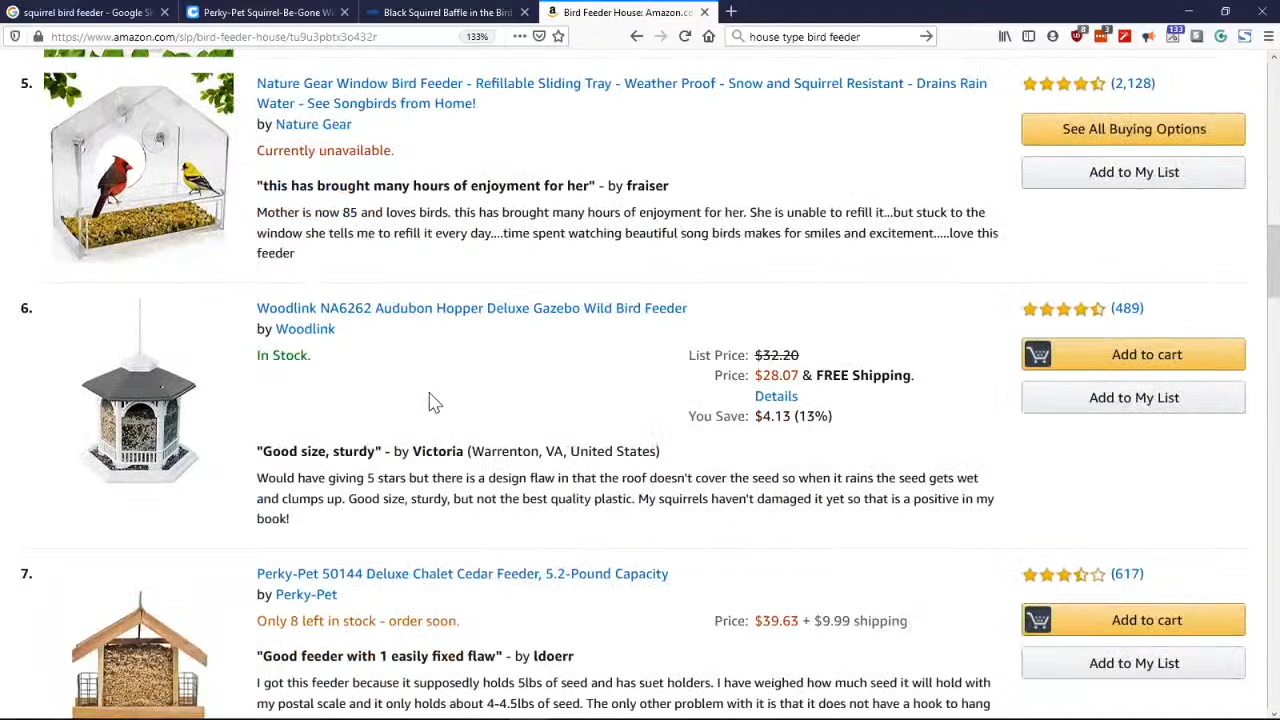 squirrel bird feeder - Google S
Perky-Pet Squirrel-Be-Gone W
Black Squirrel Baffle in the Bird
Bird Feeder House: Amazon.co
https://www.amazon.com/slp/bird-feeder-house/tu9u3pbtx3o432r
133%
house type bird feeder
5.
Nature Gear Window Bird Feeder - Refillable Sliding Tray - Weather Proof - Snow and Squirrel Resistant - Drains Rain
Water - See Songbirds from Home!
by Nature Gear
Currently unavailable.
(2,128)
See All Buying Options
Add to My List
"this has brought many hours of enjoyment for her" - by fraiser
Mother is now 85 and loves birds. this has brought many hours of enjoyment for her. She is unable to refill it...but stuck to the
window she tells me to refill it every day....time spent watching beautiful song birds makes for smiles and excitement.....love this
feeder
6.
Woodlink NA6262 Audubon Hopper Deluxe Gazebo Wild Bird Feeder
by Woodlink
In Stock.
List Price: $32.20
Price: $28.07 & FREE Shipping.
Details
You Save: $4.13 (13%)
(489)
Add to cart
Add to My List
"Good size, sturdy" - by Victoria (Warrenton, VA, United States)
Would have giving 5 stars but there is a design flaw in that the roof doesn't cover the seed so when it rains the seed gets wet
and clumps up. Good size, sturdy, but not the best quality plastic. My squirrels haven't damaged it yet so that is a positive in my
book!
7.
Perky-Pet 50144 Deluxe Chalet Cedar Feeder, 5.2-Pound Capacity
by Perky-Pet
Only 8 left in stock - order soon.
Price: $39.63 + $9.99 shipping
(617)
Add to cart
Add to My List
"Good feeder with 1 easily fixed flaw" - by ldoerr
I got this feeder because it supposedly holds 5lbs of seed and has suet holders. I have weighed how much seed it will hold with
my postal scale and it only holds about 4-4.5lbs of seed. The only other problem with it is that it does not have a hook to hang